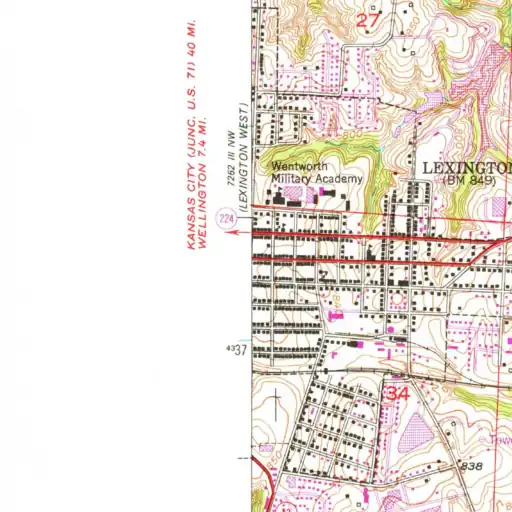 27
KANSAS CITY (JUNC. U.S. 71) 40 MI.
WELLINGTON 7.4 MI.
7262 III NW
(LEXINGTON WEST)
800
Wentworth
Military Academy
LEXINGTON
(BM 849)
224
4337
34
Towe
838